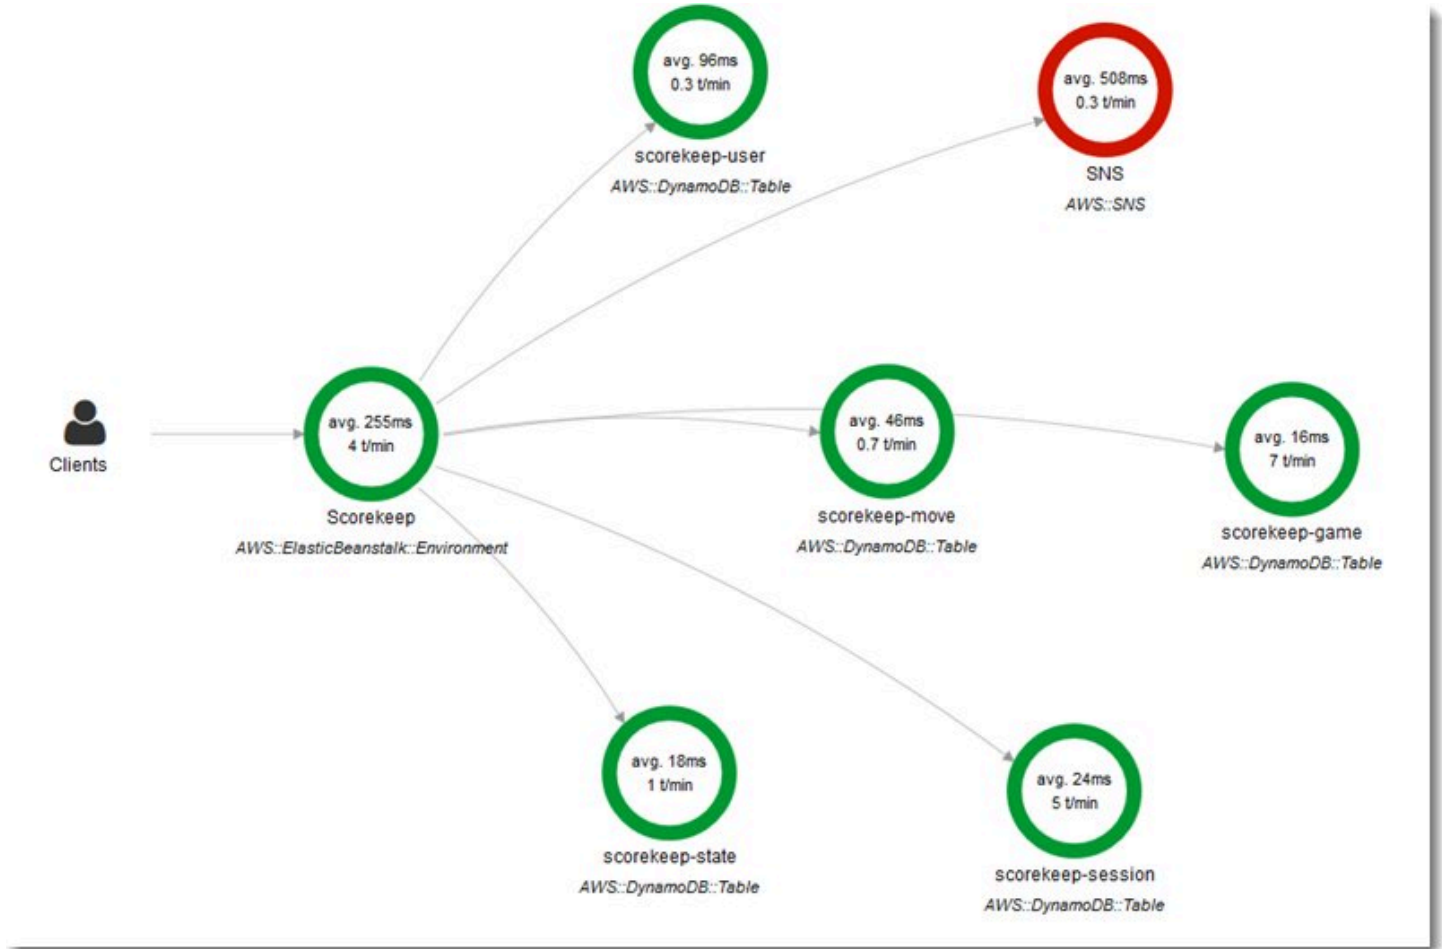 avg. 96ms
0.3 t/min
scorekeep-user
AWS::DynamoDB::Table
avg. 508ms
0.3 t/min
SNS
AWS::SNS
Clients
avg. 255ms
4 t/min
Scorekeep
AWS::ElasticBeanstalk::Environment
avg. 46ms
0.7 t/min
scorekeep-move
AWS::DynamoDB::Table
avg. 16ms
7 t/min
scorekeep-game
AWS::DynamoDB::Table
avg. 18ms
1 t/min
scorekeep-state
AWS::DynamoDB::Table
avg. 24ms
5 t/min
scorekeep-session
AWS::DynamoDB::Table